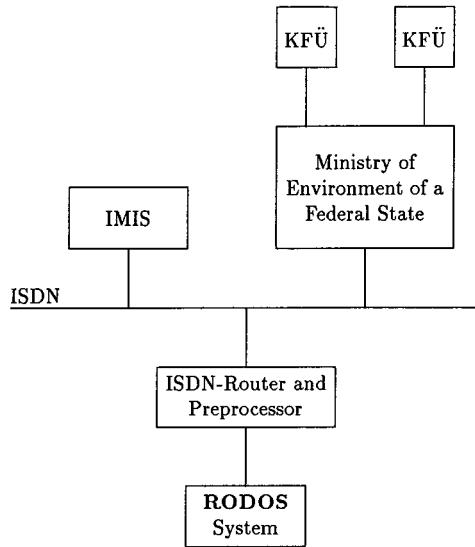 KFÜ
KFÜ
Ministry of
Environment of a
Federal State
IMIS
ISDN
ISDN-Router and
Preprocessor
RODOS
System